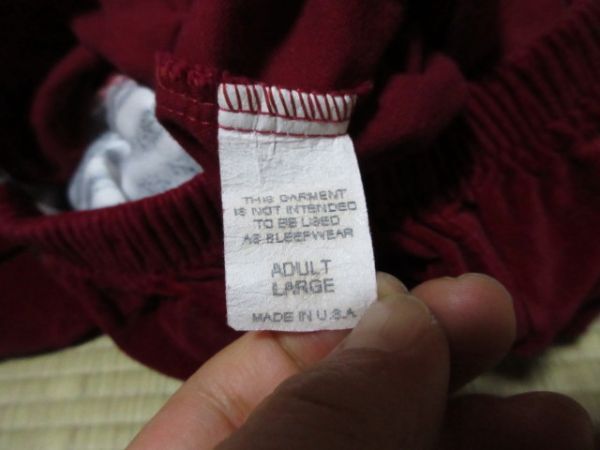 THIS GARMENT
IS NOT INTENDED
TO BE USED
AS SLEEPWEAR
ADULT
LARGE
MADE IN U.S.A